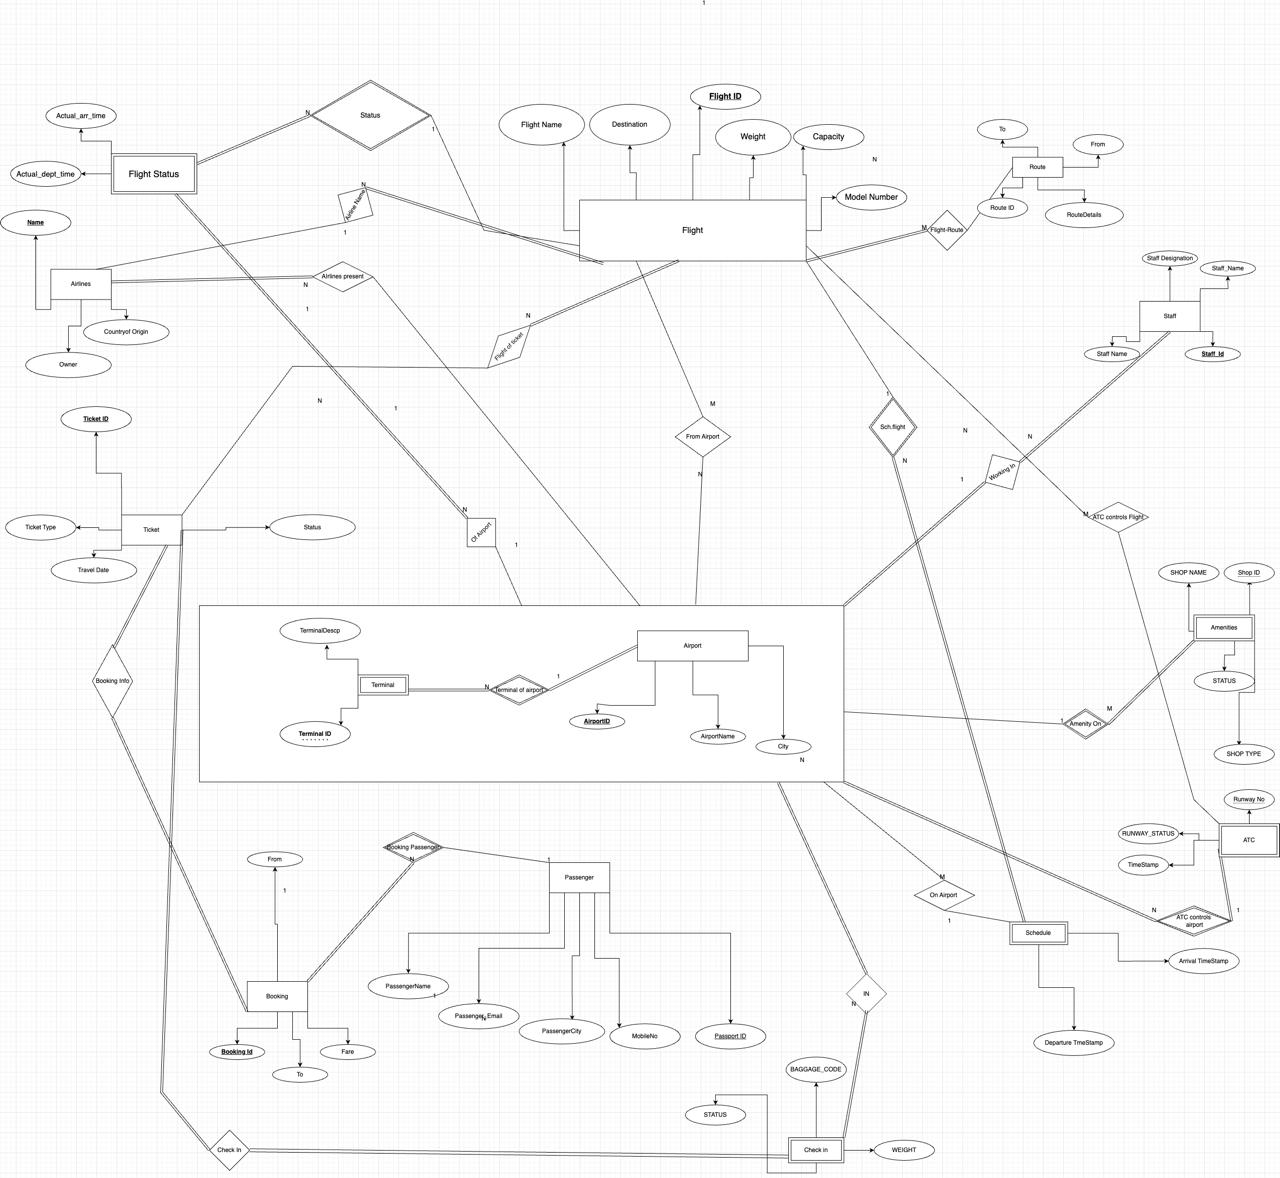 1
Flight ID
Actual_arr_time
N
Status
1
Flight Name
Destination
Weight
Capacity
To
From
N
Route
Flight Status
Actual_dept_time
N
Airline Name
1
Model Number
Route ID
RouteDetails
Name
Flight
M
Flight-Route
Staff Designation
Staff_Name
Airlines
AIrlines present
N
1
Countryof Origin
N
Flight of ticket
Staff
Staff Name
Staff_Id
Owner
1
N
1
M
Ticket ID
From Airport
Sch.flight
N
N
N
N
1
Working In
Ticket Type
Ticket
Status
N
Of Airport
1
M
ATC controls Flight
Travel Date
SHOP NAME
Shop ID
TerminalDescp
Airport
Amenities
Booking Info
Terminal
N
Terminal of airport
1
STATUS
Terminal ID
AirportID
AirportName
City
N
1
Amenity On
M
SHOP TYPE
Runway No
RUNWAY_STATUS
ATC
1
TimeStamp
From
Booking Passenger
N
1
Passenger
M
On Airport
1
1
N
ATC controls
airport
1
Schedule
Arrival TimeStamp
Booking
PassengerName
1
IN
N
Passenger Email
N
PassengerCity
MobileNo
Passport ID
Departure TmeStamp
Booking Id
Fare
To
BAGGAGE_CODE
STATUS
Check In
Check in
WEIGHT